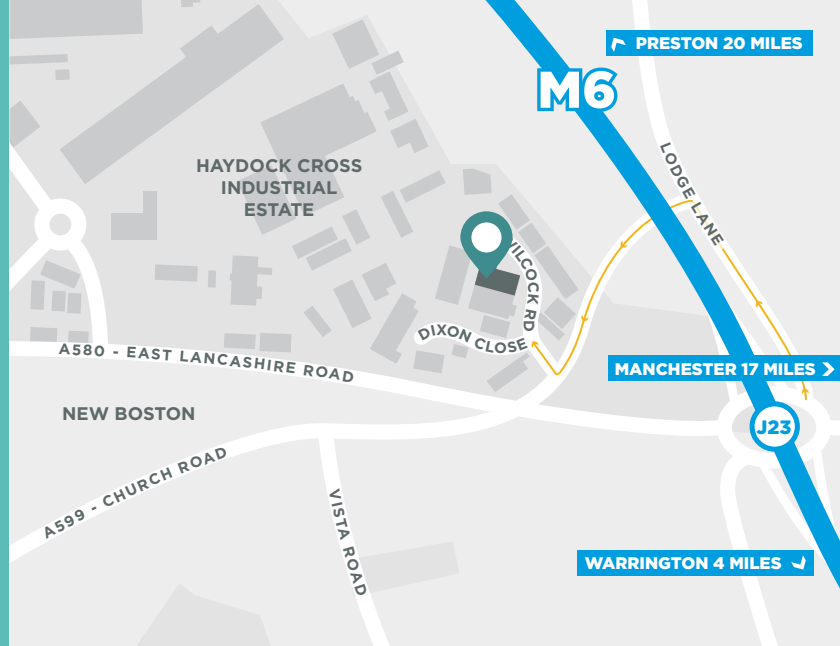 PRESTON 20 MILES
M6
LODGE LANE
HAYDOCK CROSS
INDUSTRIAL
ESTATE
WILCOCK RD
DIXON CLOSE
A580 - EAST LANCASHIRE ROAD
MANCHESTER 17 MILES
NEW BOSTON
J23
A599 - CHURCH ROAD
VISTA ROAD
WARRINGTON 4 MILES